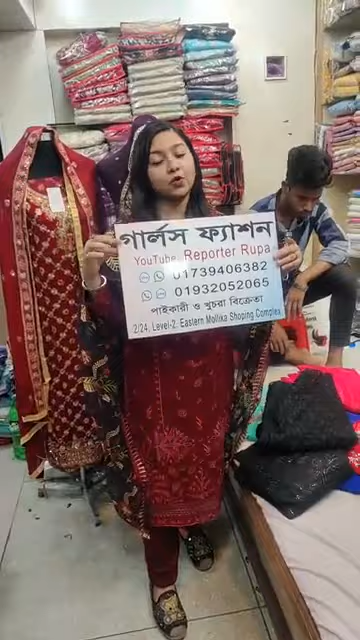 গার্লস ফ্যাশন
YouTube: Reporter Rupa
01739406382
01932052065
পাইকারী ও খুচরা বিক্রেতা
2/24, Level-2, Eastern Mollika Shoping Complex